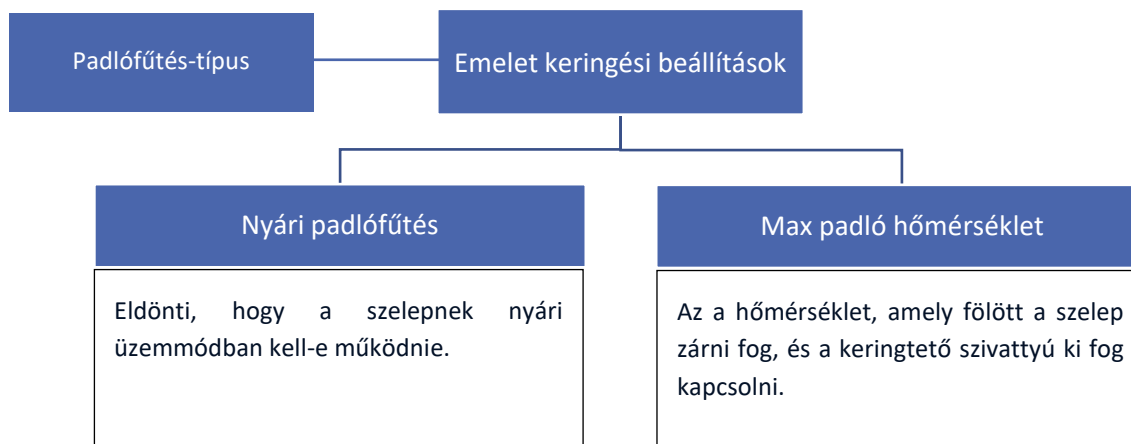 Padlófűtés-típus
Emelet keringési beállítások
Nyári padlófűtés
Eldönti, hogy a szelepnek nyári
üzemmódban kell-e működnie.
Max padló hőmérséklet
Az a hőmérséklet, amely fölött a szelep
zárni fog, és a keringtető szivattyú ki fog
kapcsolni.